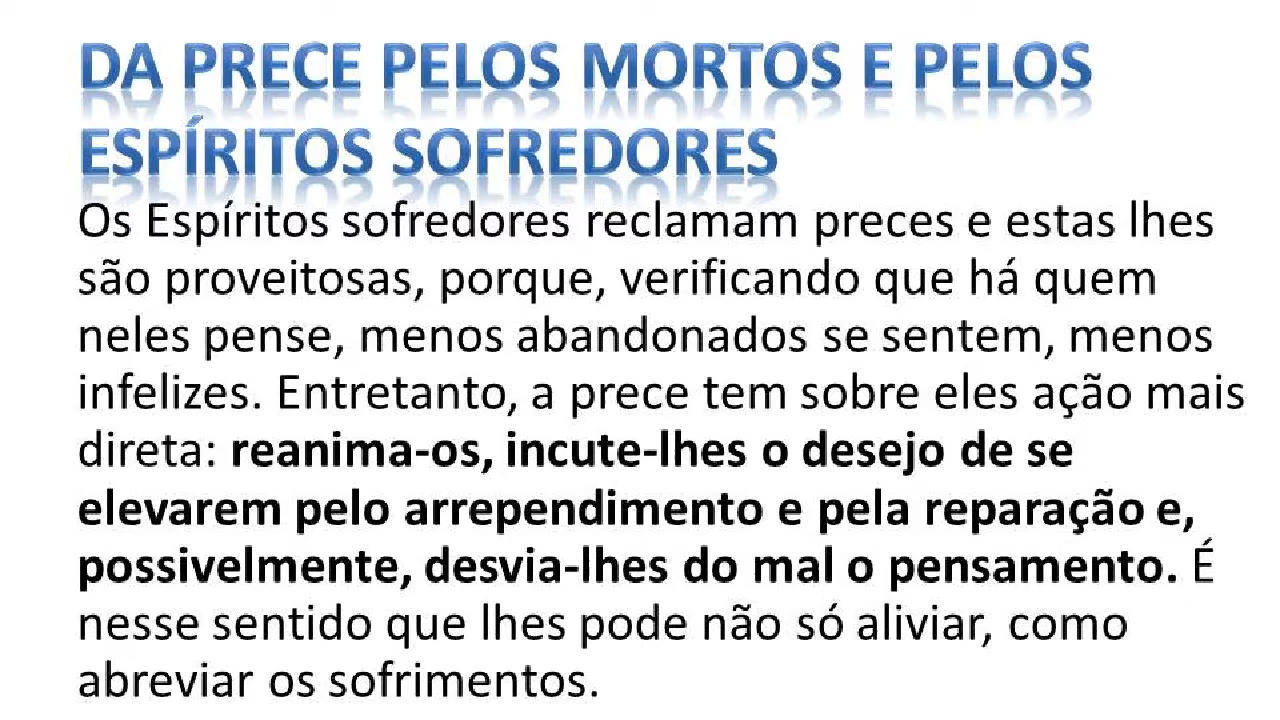 DA PRECE PELOS MORTOS E PELOS
ESPÍRITOS SOFREDORES
Os Espíritos sofredores reclamam preces e estas lhes
são proveitosas, porque, verificando que há quem
neles pense, menos abandonados se sentem, menos
infelizes. Entretanto, a prece tem sobre eles ação mais
direta: reanima-os, incute-lhes o desejo de se
elevarem pelo arrependimento e pela reparação e,
possivelmente, desvia-lhes do mal o pensamento. É
nesse sentido que lhes pode não só aliviar, como
abreviar os sofrimentos.